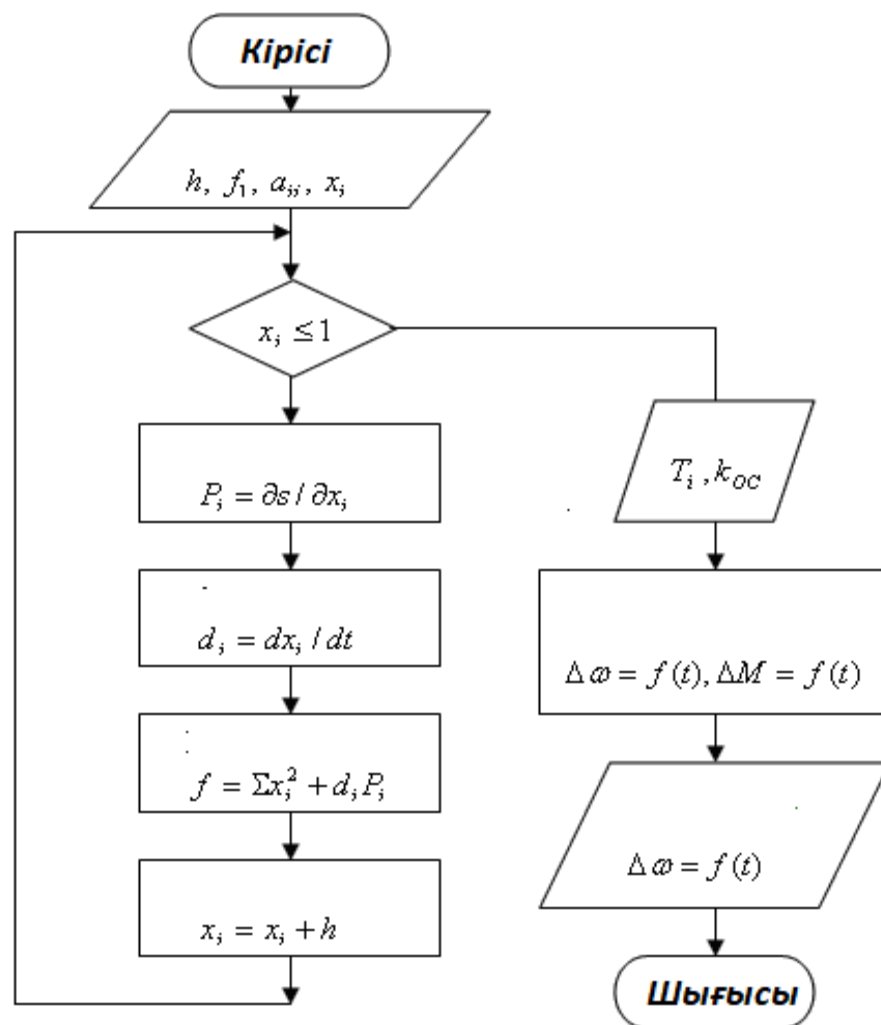 Кірісі
h, f₁, aᵢⱼ, xᵢ
xᵢ ≤ 1
Pᵢ = ∂s / ∂xᵢ
dᵢ = dxᵢ / dt
f = Σxᵢ² + dᵢPᵢ
xᵢ = xᵢ + h
Tᵢ, k_OC
Δω = f(t), ΔM = f(t)
Δω = f(t)
Шығысы